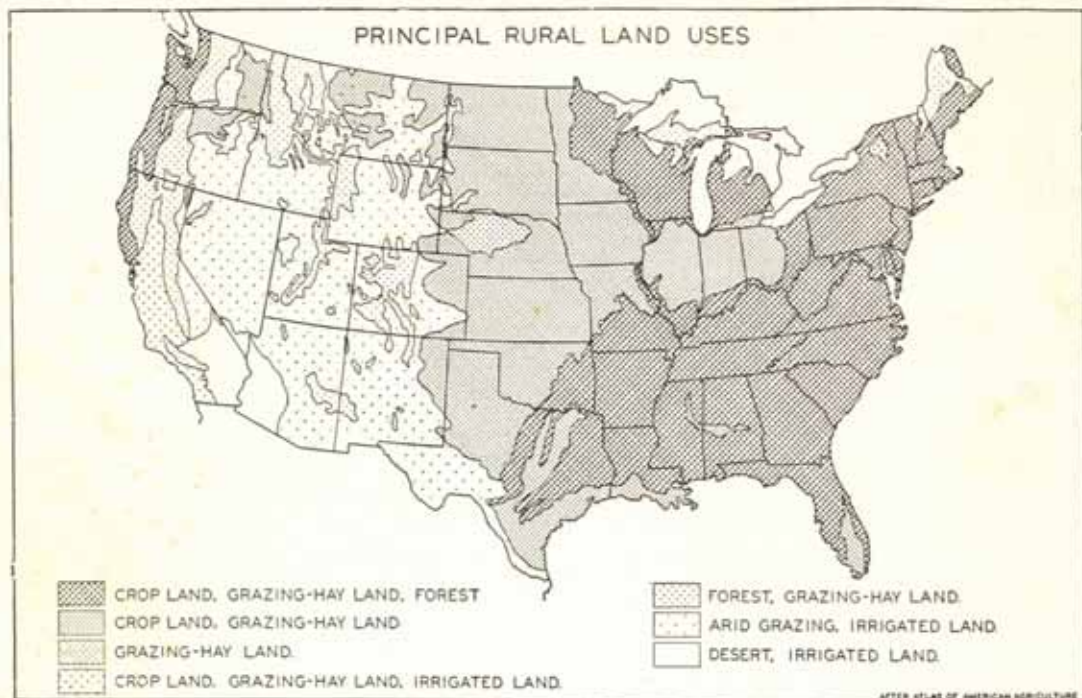 PRINCIPAL RURAL LAND USES
CROP LAND, GRAZING-HAY LAND, FOREST
CROP LAND, GRAZING-HAY LAND
GRAZING-HAY LAND.
CROP LAND, GRAZING-HAY LAND, IRRIGATED LAND.
FOREST, GRAZING-HAY LAND.
ARID GRAZING, IRRIGATED LAND.
DESERT, IRRIGATED LAND.
AFTER ATLAS OF AMERICAN AGRICULTURE